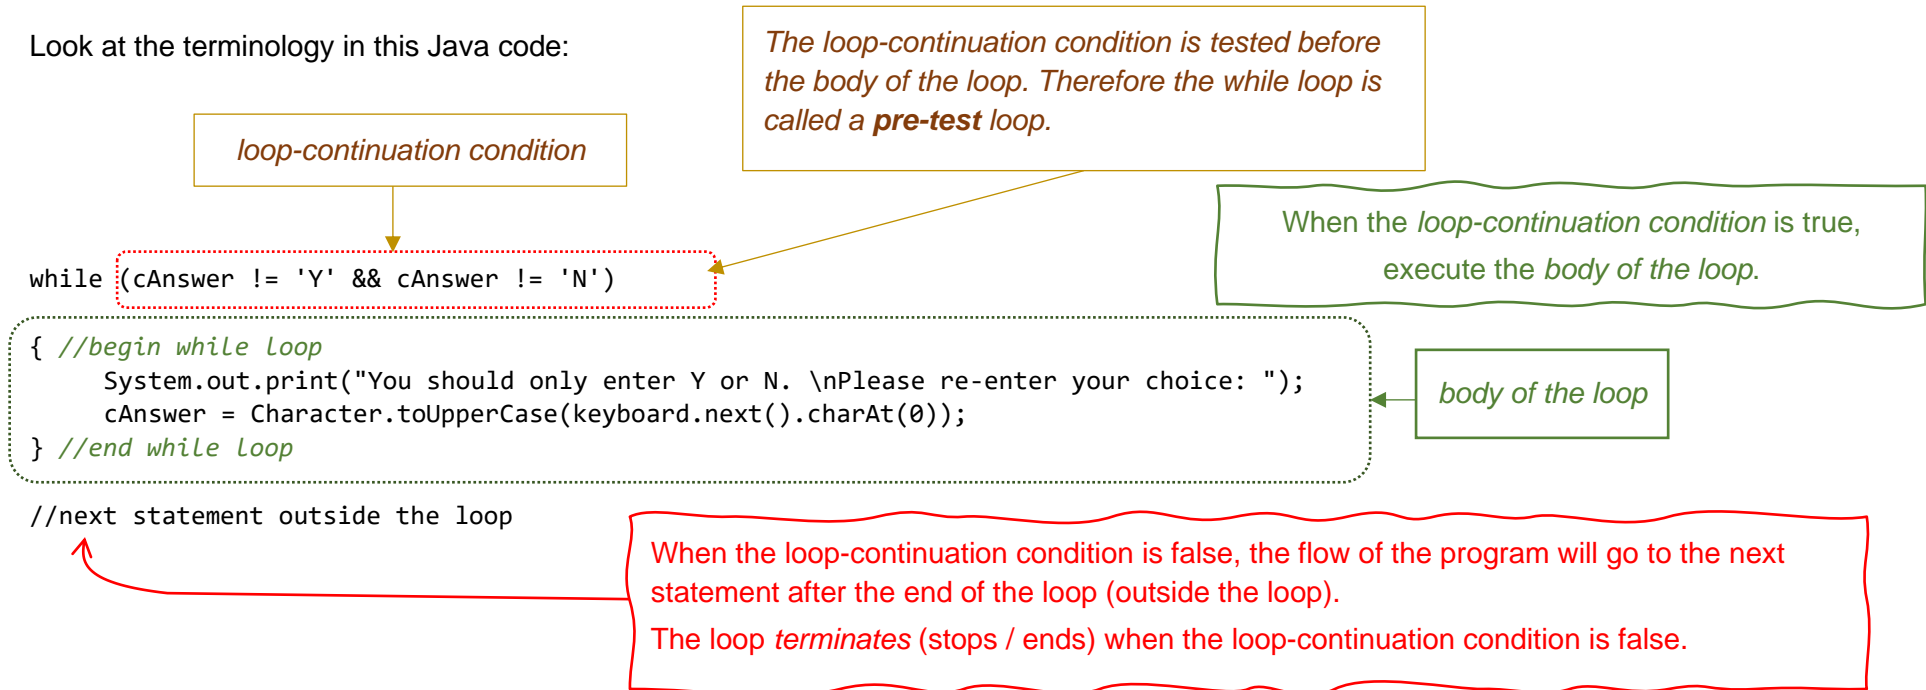 Look at the terminology in this Java code:
The loop-continuation condition is tested before
the body of the loop. Therefore the while loop is
called a pre-test loop.
loop-continuation condition
When the loop-continuation condition is true,
execute the body of the loop.
while (cAnswer != 'Y' && cAnswer != 'N')
{ //begin while loop
System.out.print("You should only enter Y or N. \nPlease re-enter your choice: ");
cAnswer = Character.toUpperCase(keyboard.next().charAt(0));
} //end while loop
body of the loop
//next statement outside the loop
When the loop-continuation condition is false, the flow of the program will go to the next
statement after the end of the loop (outside the loop).
The loop terminates (stops / ends) when the loop-continuation condition is false.